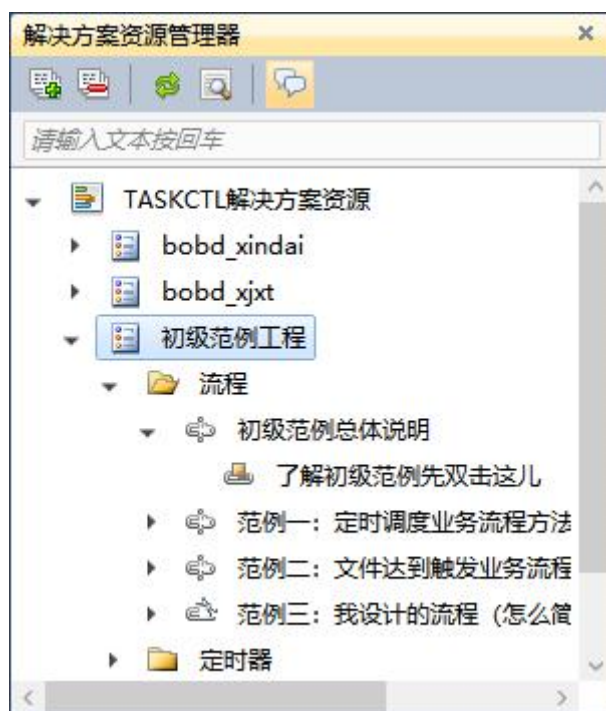 解决方案资源管理器
请输入文本按回车
TASKCTL解决方案资源
bobd_xindai
bobd_xjxt
初级范例工程
流程
初级范例总体说明
了解初级范例先双击这儿
范例一：定时调度业务流程方法
范例二：文件达到触发业务流程
范例三：我设计的流程（怎么简
定时器